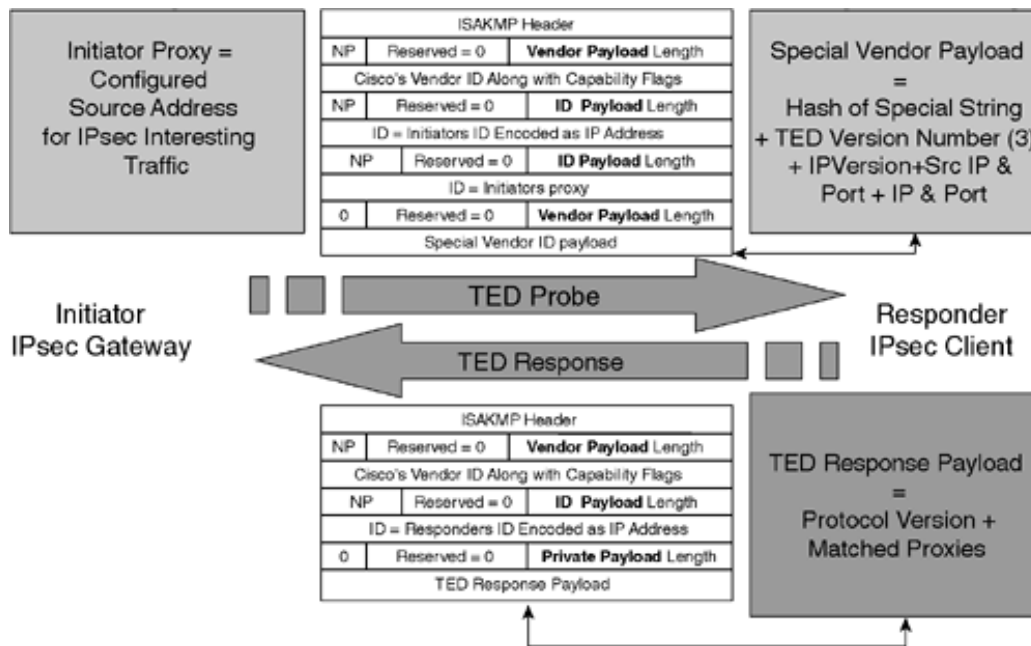 Initiator Proxy =
Configured
Source Address
for IPsec Interesting
Traffic
ISAKMP Header
NP Reserved = 0 Vendor Payload Length
Cisco's Vendor ID Along with Capability Flags
NP Reserved = 0 ID Payload Length
ID = Initiators ID Encoded as IP Address
NP Reserved = 0 ID Payload Length
ID = Initiators proxy
0 Reserved = 0 Vendor Payload Length
Special Vendor ID payload
Special Vendor Payload
=
Hash of Special String
+ TED Version Number (3)
+ IPVersion+Src IP &
Port + IP & Port
Initiator
IPsec Gateway
TED Probe
TED Response
Responder
IPsec Client
ISAKMP Header
NP Reserved = 0 Vendor Payload Length
Cisco's Vendor ID Along with Capability Flags
NP Reserved = 0 ID Payload Length
ID = Responders ID Encoded as IP Address
0 Reserved = 0 Private Payload Length
TED Response Payload
TED Response Payload
=
Protocol Version +
Matched Proxies